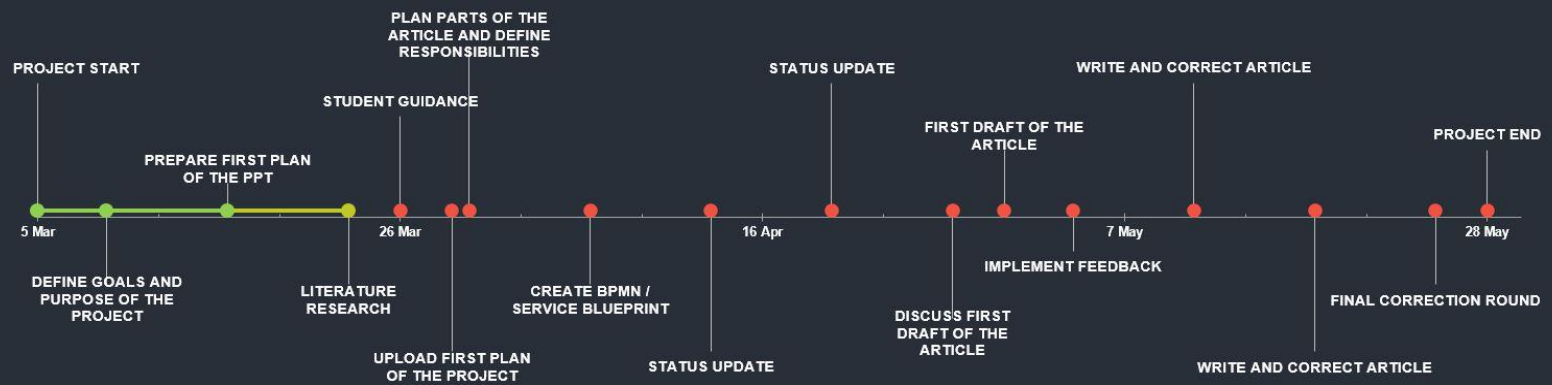 PLAN PARTS OF THE
ARTICLE AND DEFINE
RESPONSIBILITIES
PROJECT START
STATUS UPDATE
WRITE AND CORRECT ARTICLE
STUDENT GUIDANCE
FIRST DRAFT OF THE
ARTICLE
PROJECT END
PREPARE FIRST PLAN
OF THE PPT
5 Mar
26 Mar
16 Apr
7 May
28 May
DEFINE GOALS AND
PURPOSE OF THE
PROJECT
LITERATURE
RESEARCH
CREATE BPMN /
SERVICE BLUEPRINT
IMPLEMENT FEEDBACK
FINAL CORRECTION ROUND
DISCUSS FIRST
DRAFT OF THE
ARTICLE
UPLOAD FIRST PLAN
OF THE PROJECT
STATUS UPDATE
WRITE AND CORRECT ARTICLE